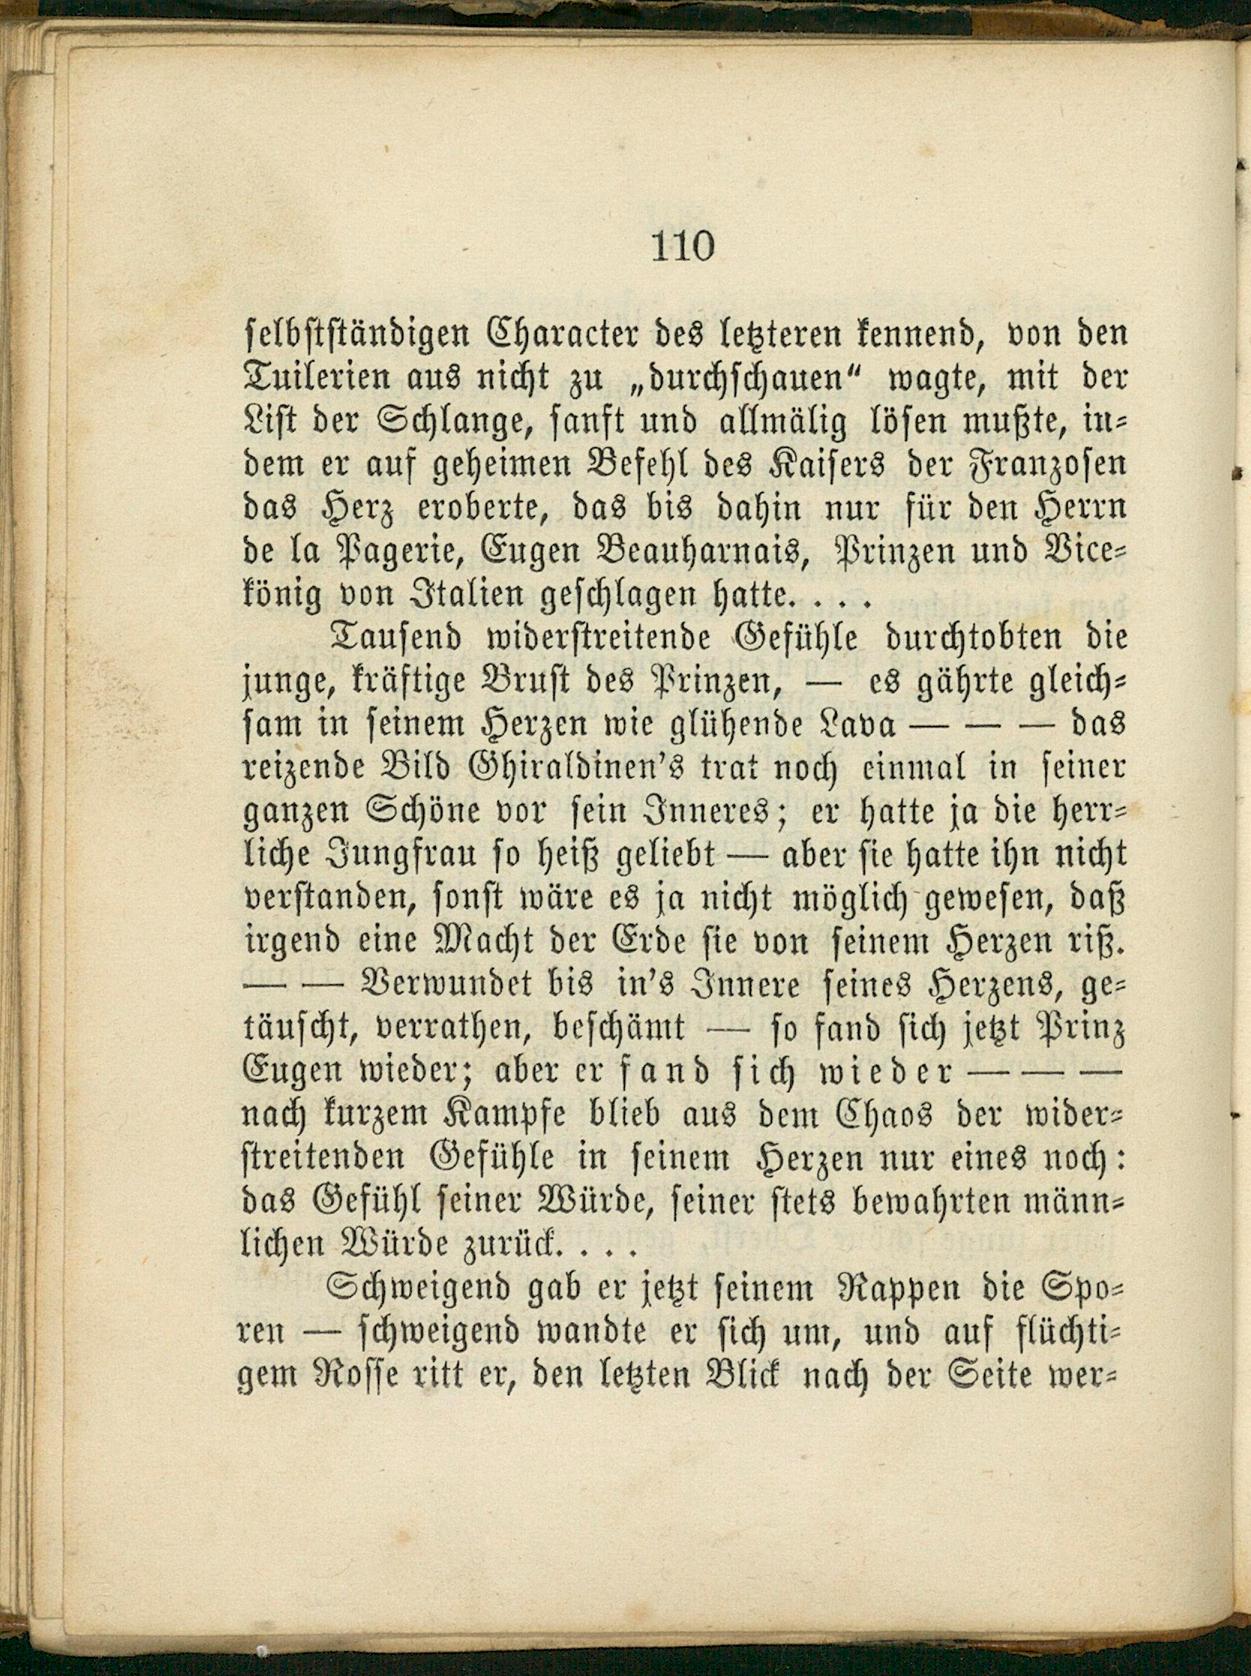 110
selbstständigen Character des letzteren kennend, von den
Tuilerien aus nicht zu „durchschauen“ wagte, mit der
List der Schlange, sanft und allmälig lösen mußte, in-
dem er auf geheimen Befehl des Kaisers der Franzosen
das Herz eroberte, das bis dahin nur für den Herrn
de la Pagerie, Eugen Beauharnais, Prinzen und Vice-
könig von Italien geschlagen hatte. . . .
Tausend widerstreitende Gefühle durchtobten die
junge, kräftige Brust des Prinzen, — es gährte gleich-
sam in seinem Herzen wie glühende Lava — — — das
reizende Bild Ghiraldinen's trat noch einmal in seiner
ganzen Schöne vor sein Inneres; er hatte ja die herr-
liche Jungfrau so heiß geliebt — aber sie hatte ihn nicht
verstanden, sonst wäre es ja nicht möglich gewesen, daß
irgend eine Macht der Erde sie von seinem Herzen riß.
— — Verwundet bis in's Innere seines Herzens, ge-
täuscht, verrathen, beschämt — so fand sich jetzt Prinz
Eugen wieder; aber er fand sich wieder — — —
nach kurzem Kampfe blieb aus dem Chaos der wider-
streitenden Gefühle in seinem Herzen nur eines noch:
das Gefühl seiner Würde, seiner stets bewahrten männ-
lichen Würde zurück. . . .
Schweigend gab er jetzt seinem Rappen die Spo-
ren — schweigend wandte er sich um, und auf flüchti-
gem Rosse ritt er, den letzten Blick nach der Seite wer-